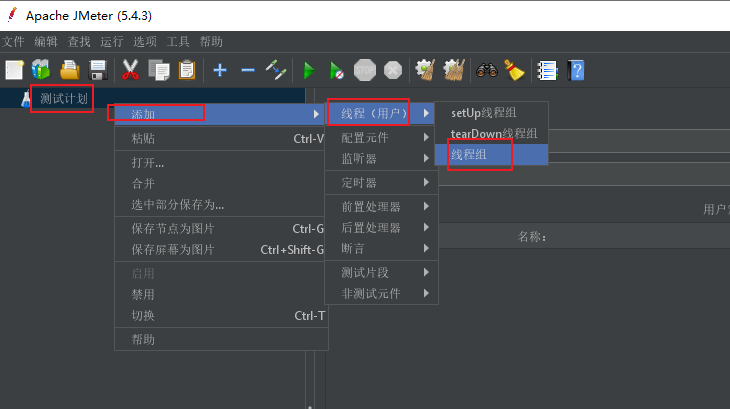 Apache JMeter (5.4.3)
文件 编辑 查找 运行 选项 工具 帮助
STOP
测试计划
添加
粘贴 Ctrl-V
打开...
合并
选中部分保存为...
保存节点为图片 Ctrl-G
保存屏幕为图片 Ctrl+Shift-G
启用
禁用
切换 Ctrl-T
帮助
线程（用户）
配置元件
监听器
定时器
前置处理器
后置处理器
断言
测试片段
非测试元件
setUp线程组
tearDown线程组
线程组
用户
名称: